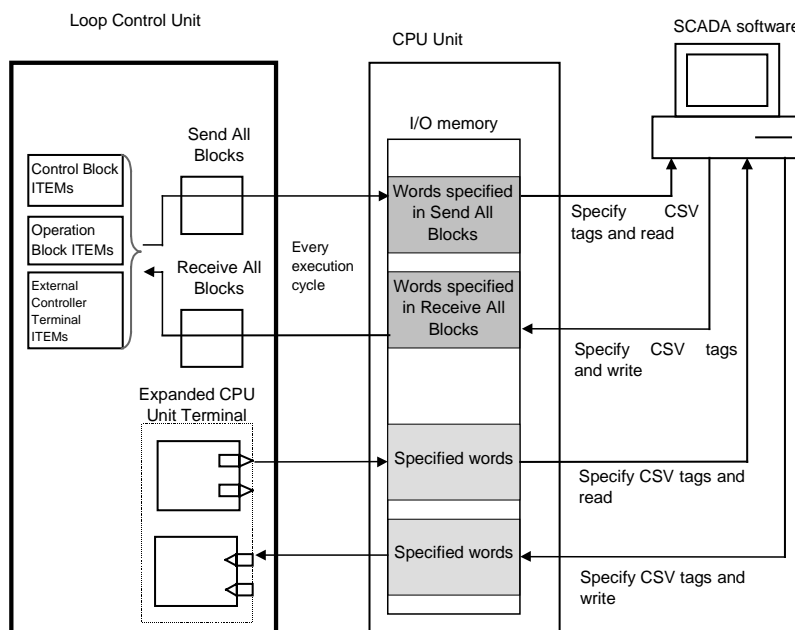 Loop Control Unit
CPU Unit
SCADA software
I/O memory
Send All
Blocks
Control Block
ITEMs
Operation
Block ITEMs
External
Controller
Terminal
ITEMs
Receive All
Blocks
Every
execution
cycle
Words specified
in Send All
Blocks
Specify CSV
tags and read
Words specified
in Receive All
Blocks
Specify CSV tags
and write
Expanded CPU
Unit Terminal
Specified words
Specify CSV tags and
read
Specified words
Specify CSV tags and
write